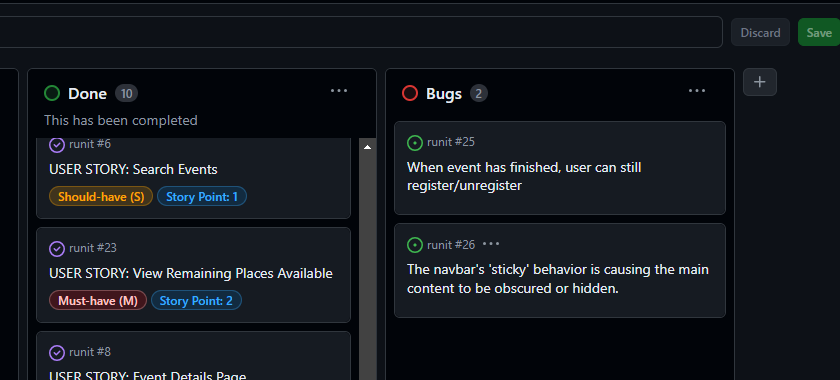 Discard
Save
Done 10
This has been completed
runit #6
USER STORY: Search Events
Should-have (S) Story Point: 1
runit #23
USER STORY: View Remaining Places Available
Must-have (M) Story Point: 2
runit #8
USER STORY: Event Details Page
Bugs 2
runit #25
When event has finished, user can still
register/unregister
runit #26
The navbar's 'sticky' behavior is causing the main
content to be obscured or hidden.